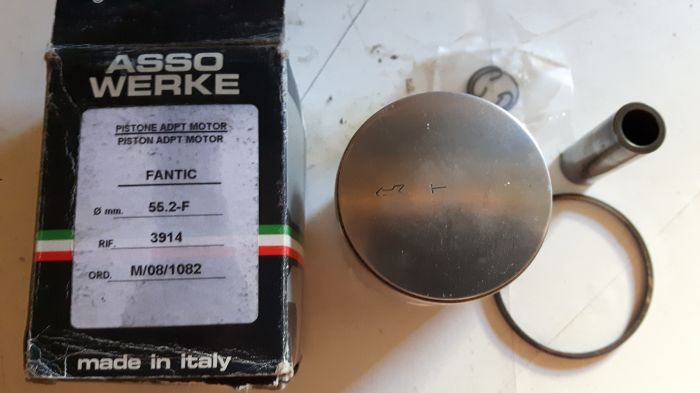 ASSO
WERKE
PISTONE ADPT MOTOR
PISTON ADPT MOTOR
FANTIC
Ø mm. 55.2-F
RIF. 3914
ORD. M/08/1082
made in italy